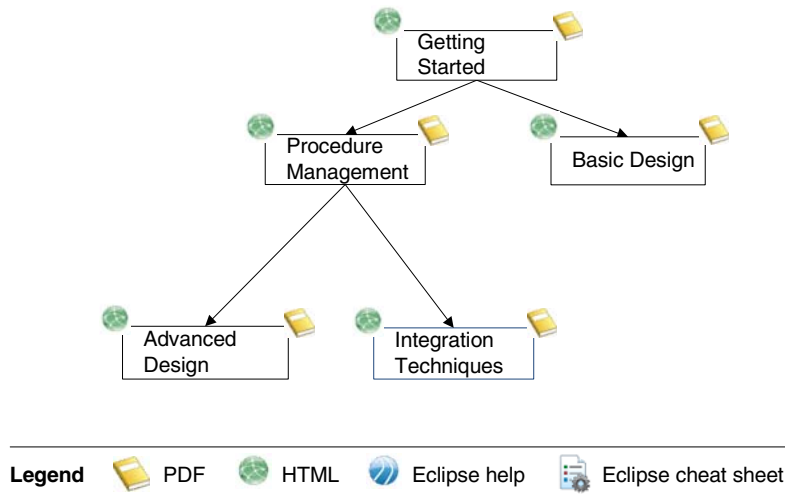 Getting
Started
Procedure
Management
Basic Design
Advanced
Design
Integration
Techniques
Legend PDF HTML Eclipse help Eclipse cheat sheet